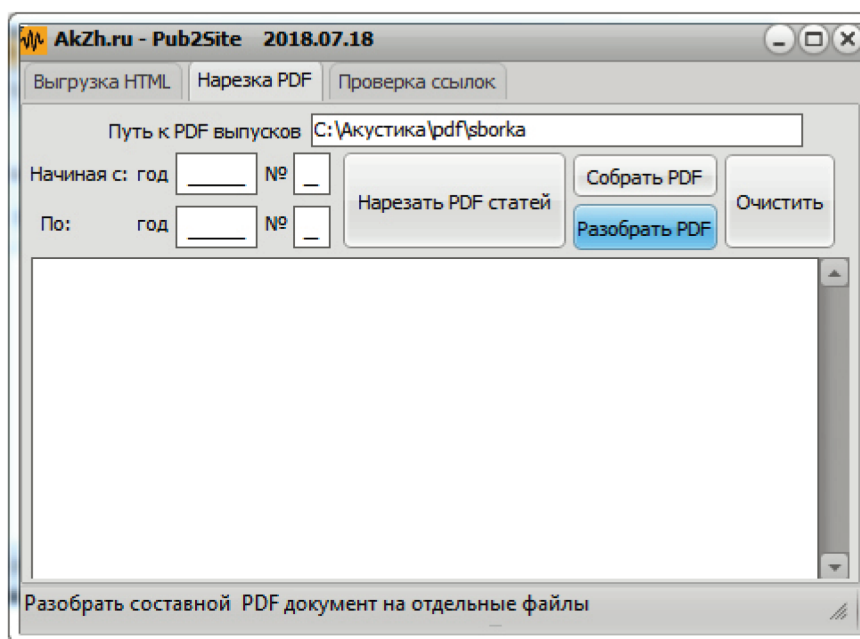 AkZh.ru - Pub2Site 2018.07.18
Выгрузка HTML Нарезка PDF Проверка ссылок
Путь к PDF выпусков C:\Акустика\pdf\sborka
Начиная с: год _____ № _ Нарезать PDF статей Собрать PDF Очистить
По: год _____ № _ Разобрать PDF
Разобрать составной PDF документ на отдельные файлы